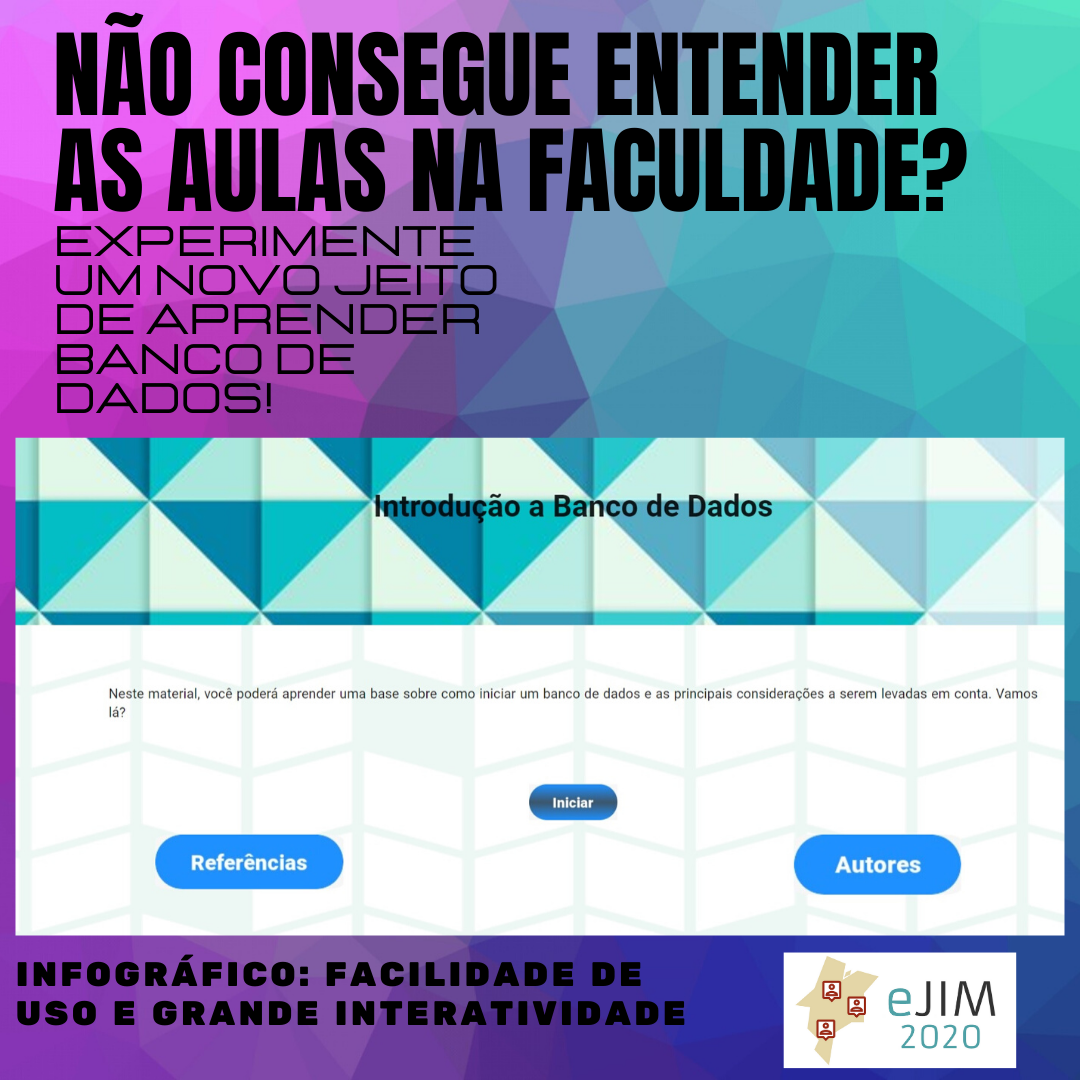 NÃO CONSEGUE ENTENDER
AS AULAS NA FACULDADE?
EXPERIMENTE
UM NOVO JEITO
DE APRENDER
BANCO DE
DADOS!
Introdução a Banco de Dados
Neste material, você poderá aprender uma base sobre como iniciar um banco de dados e as principais considerações a serem levadas em conta. Vamos
lá?
Iniciar
Referências
Autores
INFOGRÁFICO: FACILIDADE DE
USO E GRANDE INTERATIVIDADE
eJIM
2020